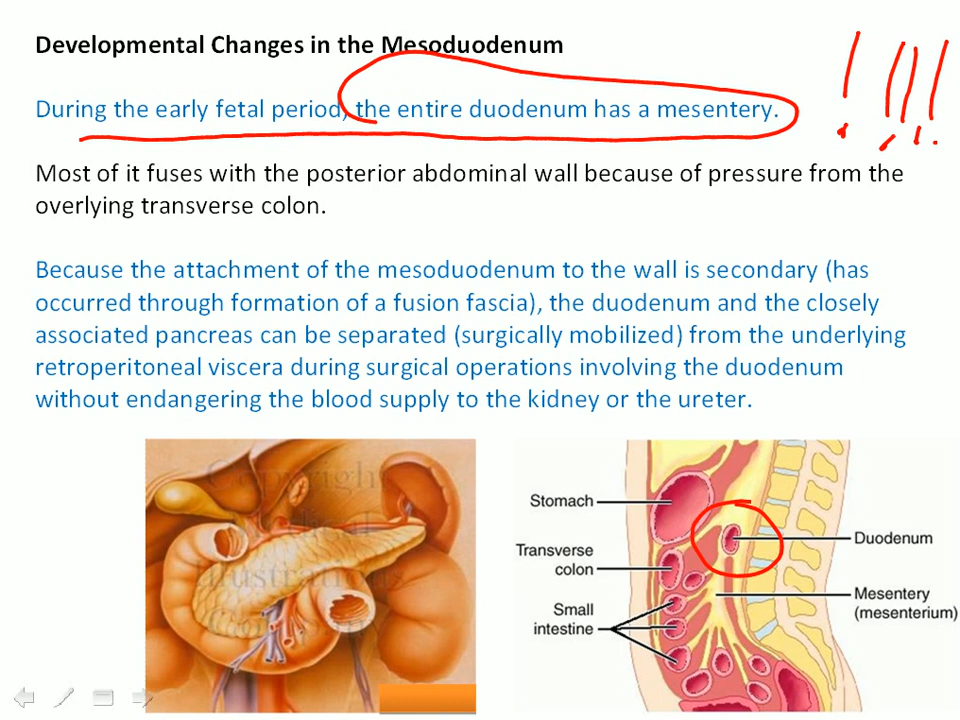 Developmental Changes in the Mesoduodenum
During the early fetal period, the entire duodenum has a mesentery.
Most of it fuses with the posterior abdominal wall because of pressure from the
overlying transverse colon.
Because the attachment of the mesoduodenum to the wall is secondary (has
occurred through formation of a fusion fascia), the duodenum and the closely
associated pancreas can be separated (surgically mobilized) from the underlying
retroperitoneal viscera during surgical operations involving the duodenum
without endangering the blood supply to the kidney or the ureter.
Copyright
Medical
Illustrations
Stomach
Transverse
colon
Small
intestine
Duodenum
Mesentery
(mesenterium)
!!!!